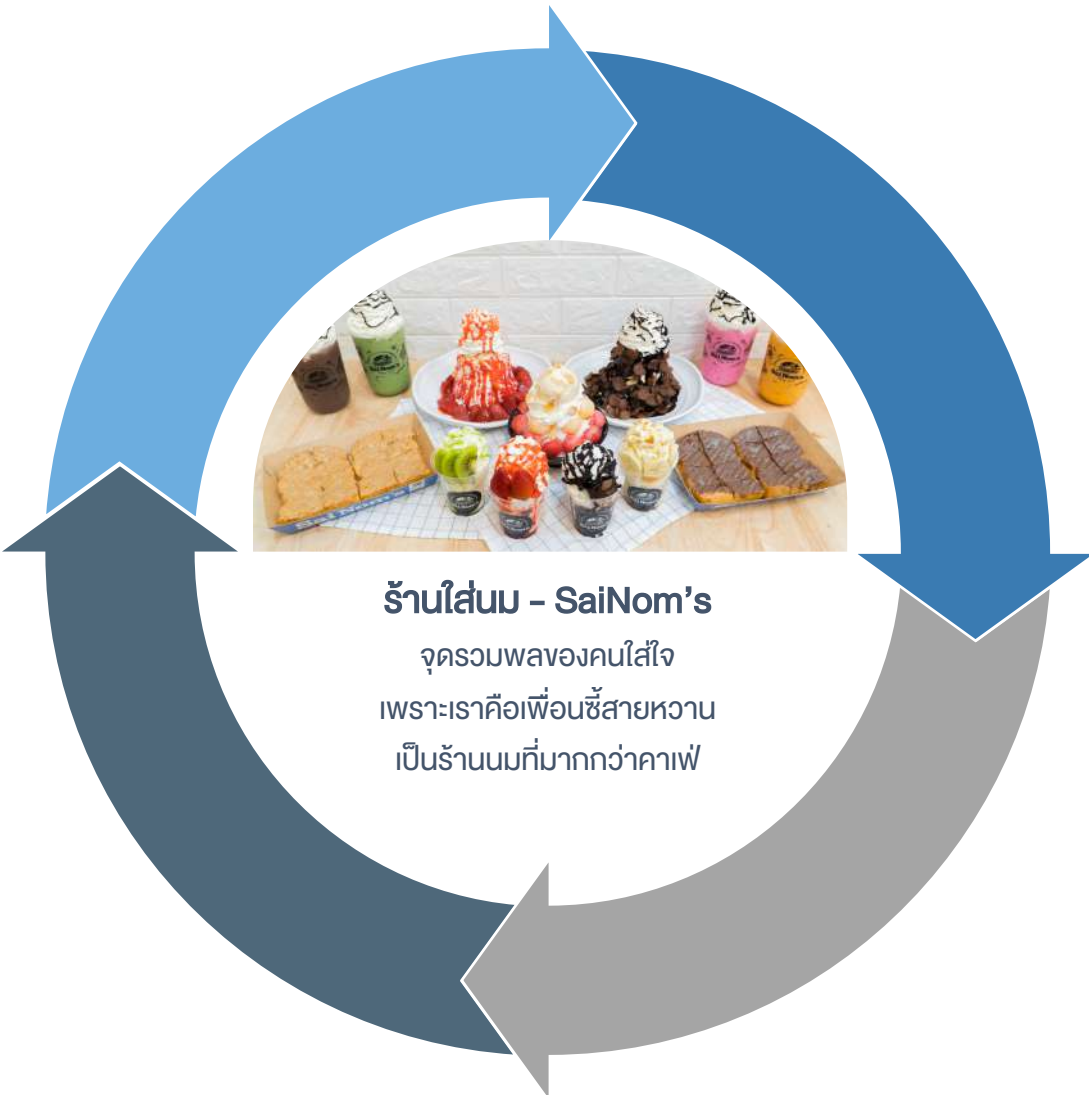 ร้านใส่นม - SaiNom's
จุดรวมพลของคนใส่ใจ
เพราะเราคือเพื่อนซี้สายหวาน
เป็นร้านนมที่มากกว่าคาเฟ่